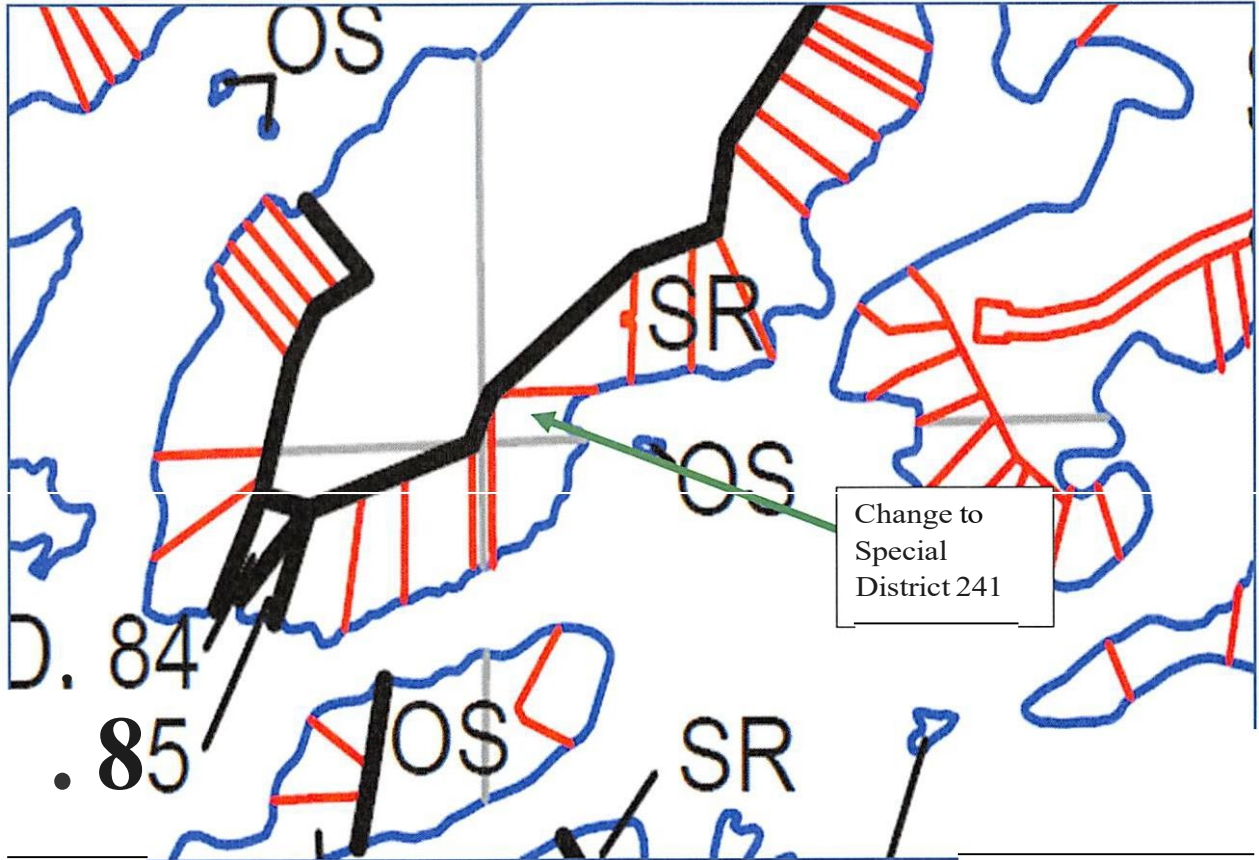 OS
SR
OS
Change to
Special
District 241
D. 84
. 85
OS
SR